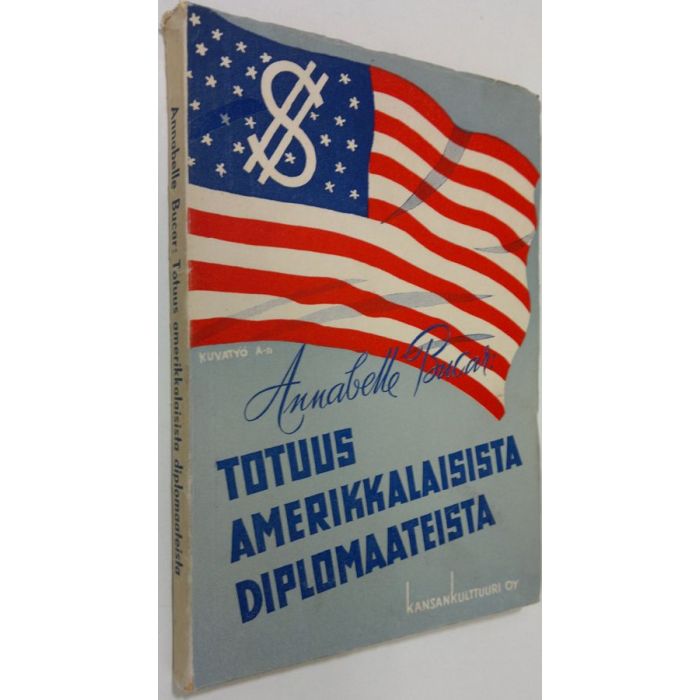 Annabelle Bucar: Totuus amerikkalaisista diplomaateista
$
KUVATYÖ A-n
Annabelle Bucar:
TOTUUS
AMERIKKALAISISTA
DIPLOMAATEISTA
KANSANKULTTUURI OY